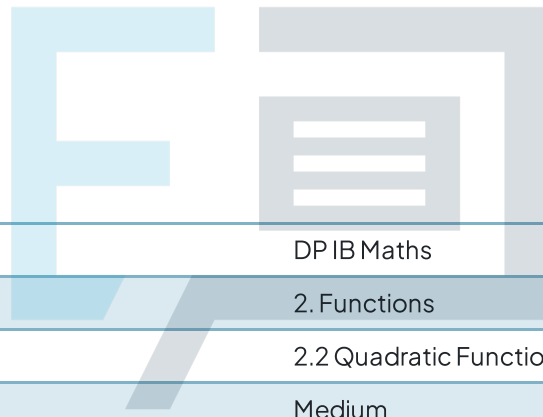 DP IB Maths
2. Functions
2.2 Quadratic Functio
Medium